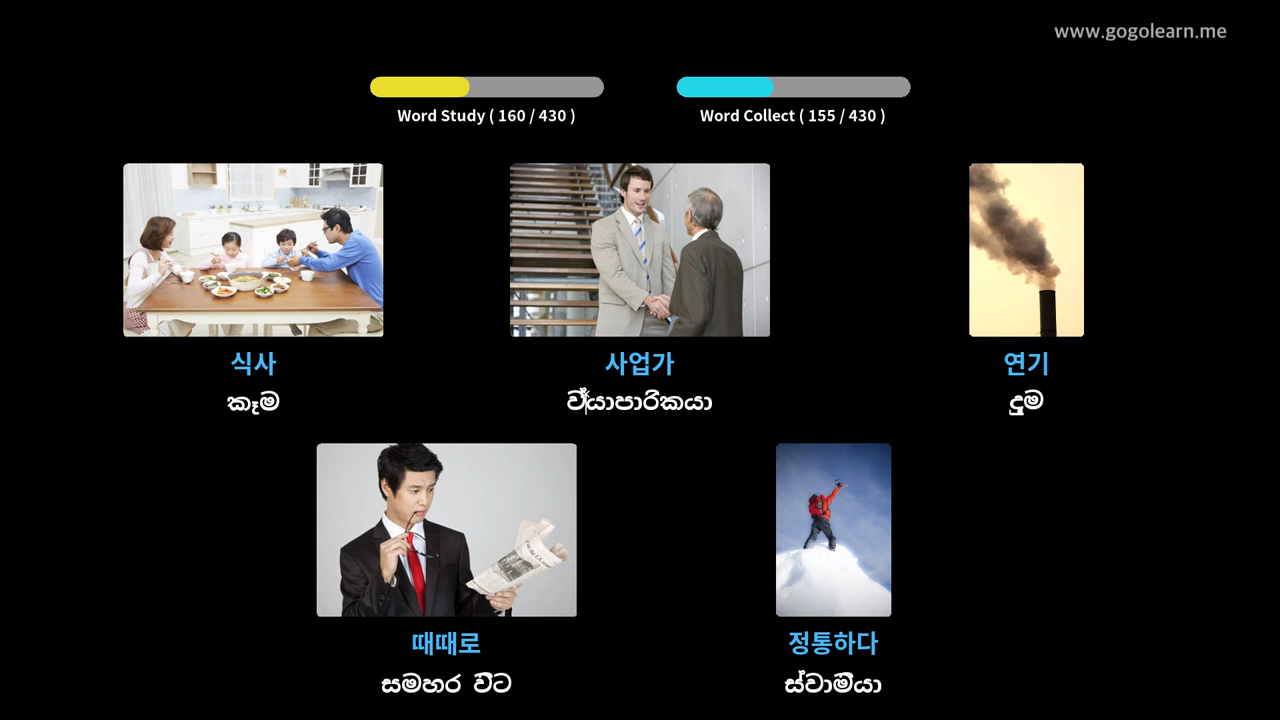 www.gogolearn.me
Word Study ( 160 / 430 )
Word Collect ( 155 / 430 )
식사
사업가
연기
කෑම
ව්‍යාපාරිකයා
දුම
때때로
정통하다
සමහර විට
ස්වාමියා